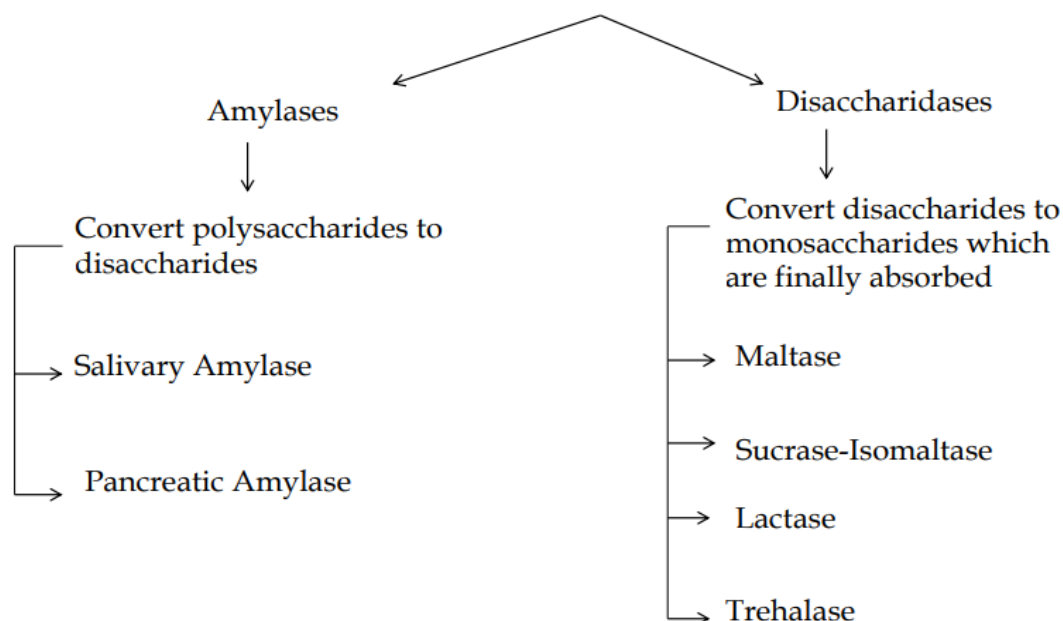 Amylases
Convert polysaccharides to
disaccharides
Salivary Amylase
Pancreatic Amylase
Disaccharidases
Convert disaccharides to
monosaccharides which
are finally absorbed
Maltase
Sucrase-Isomaltase
Lactase
Trehalase